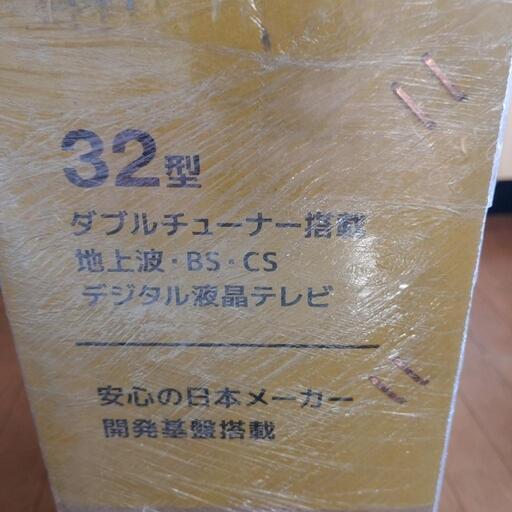 32型
ダブルチューナー搭載
地上波・BS・CS
デジタル液晶テレビ
安心の日本メーカー
開発基盤搭載